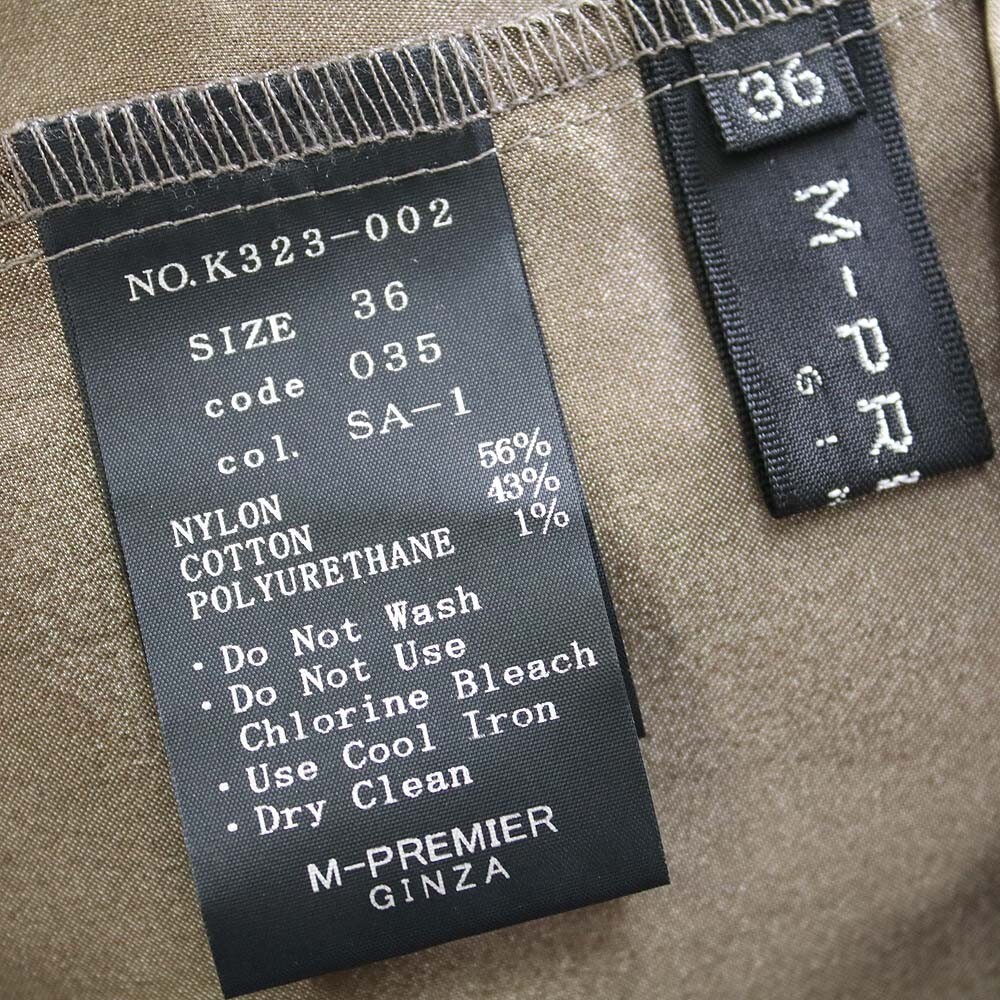 NO.K323-002
SIZE 36
code 035
col. SA-1
NYLON 56%
COTTON 43%
POLYURETHANE 1%
・Do Not Wash
・Do Not Use
Chlorine Bleach
・Use Cool Iron
・Dry Clean
M-PREMIER
GINZA
36
M-PR